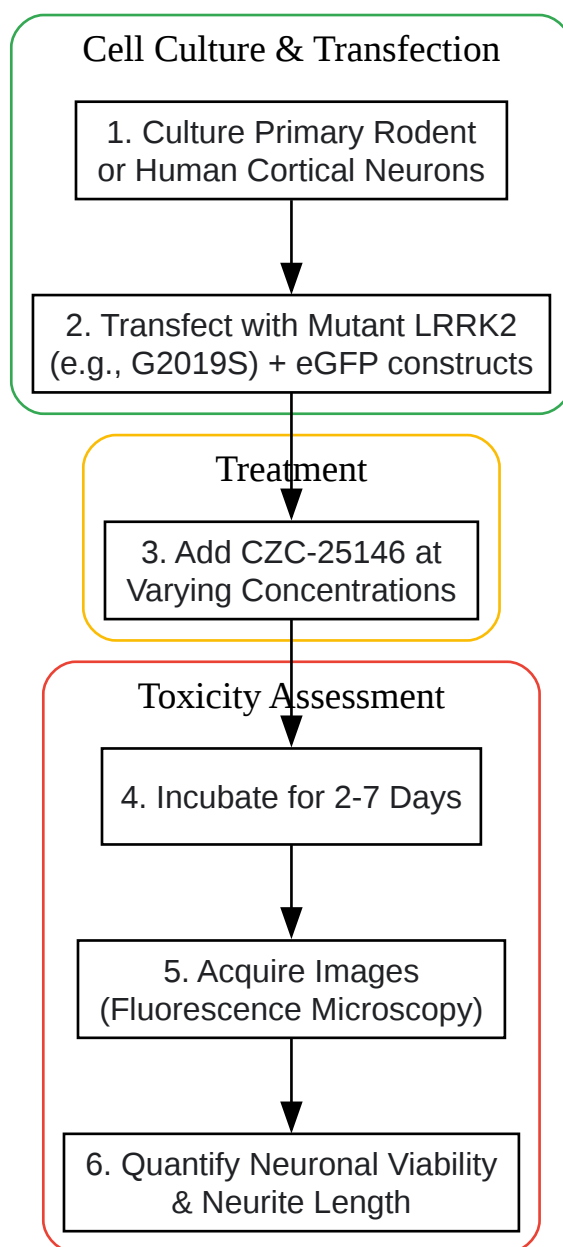 Cell Culture & Transfection
1. Culture Primary Rodent
or Human Cortical Neurons
2. Transfect with Mutant LRRK2
(e.g., G2019S) + eGFP constructs
Treatment
3. Add CZC-25146 at
Varying Concentrations
Toxicity Assessment
4. Incubate for 2-7 Days
5. Acquire Images
(Fluorescence Microscopy)
6. Quantify Neuronal Viability
& Neurite Length